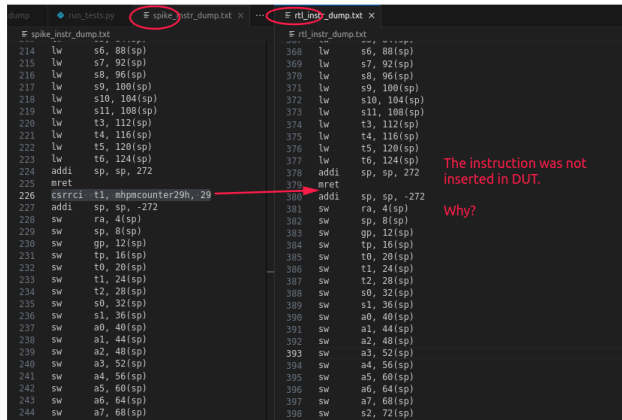 dump run_tests.py spike_instr_dump.txt × ··· rtl_instr_dump.txt ×
spike_instr_dump.txt rtl_instr_dump.txt
214 lw s6, 88(sp) 368 lw s6, 88(sp)
215 lw s7, 92(sp) 369 lw s7, 92(sp)
216 lw s8, 96(sp) 370 lw s8, 96(sp)
217 lw s9, 100(sp) 371 lw s9, 100(sp)
218 lw s10, 104(sp) 372 lw s10, 104(sp)
219 lw s11, 108(sp) 373 lw s11, 108(sp)
220 lw t3, 112(sp) 374 lw t3, 112(sp)
221 lw t4, 116(sp) 375 lw t4, 116(sp)
222 lw t5, 120(sp) 376 lw t5, 120(sp)
223 lw t6, 124(sp) 377 lw t6, 124(sp)
224 addi sp, sp, 272 378 addi sp, sp, 272
225 mret 379 mret
226 csrrci t1, mhpmcounter29h, 29 380 addi sp, sp, -272
227 addi sp, sp, -272 381 sw ra, 4(sp)
228 sw ra, 4(sp) 382 sw sp, 8(sp)
229 sw sp, 8(sp) 383 sw gp, 12(sp)
230 sw gp, 12(sp) 384 sw tp, 16(sp)
231 sw tp, 16(sp) 385 sw t0, 20(sp)
232 sw t0, 20(sp) 386 sw t1, 24(sp)
233 sw t1, 24(sp) 387 sw t2, 28(sp)
234 sw t2, 28(sp) 388 sw s0, 32(sp)
235 sw s0, 32(sp) 389 sw s1, 36(sp)
236 sw s1, 36(sp) 390 sw a0, 40(sp)
237 sw a0, 40(sp) 391 sw a1, 44(sp)
238 sw a1, 44(sp) 392 sw a2, 48(sp)
239 sw a2, 48(sp) 393 sw a3, 52(sp)
240 sw a3, 52(sp) 394 sw a4, 56(sp)
241 sw a4, 56(sp) 395 sw a5, 60(sp)
242 sw a5, 60(sp) 396 sw a6, 64(sp)
243 sw a6, 64(sp) 397 sw a7, 68(sp)
244 sw a7, 68(sp) 398 sw s2, 72(sp)
The instruction was not
inserted in DUT.
Why?